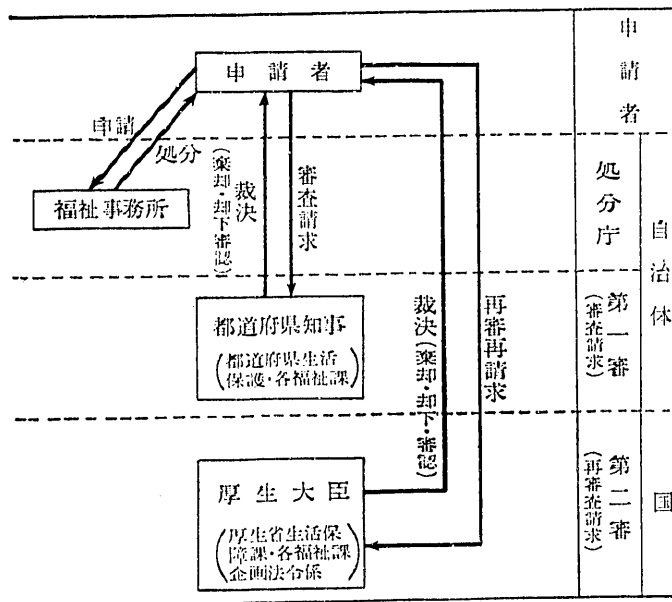 申請者
申請
処分
福祉事務所
裁決
(棄却・却下・審認)
審査請求
都道府県知事
(都道府県生活
保護・各福祉課)
裁決(棄却・却下・審認)
再審再請求
厚生大臣
(厚生省生活保
障課・各福祉課
企画法令係)
申請者
処分庁
自治体
第一審
(審査請求)
第二審
(再審査請求)
国